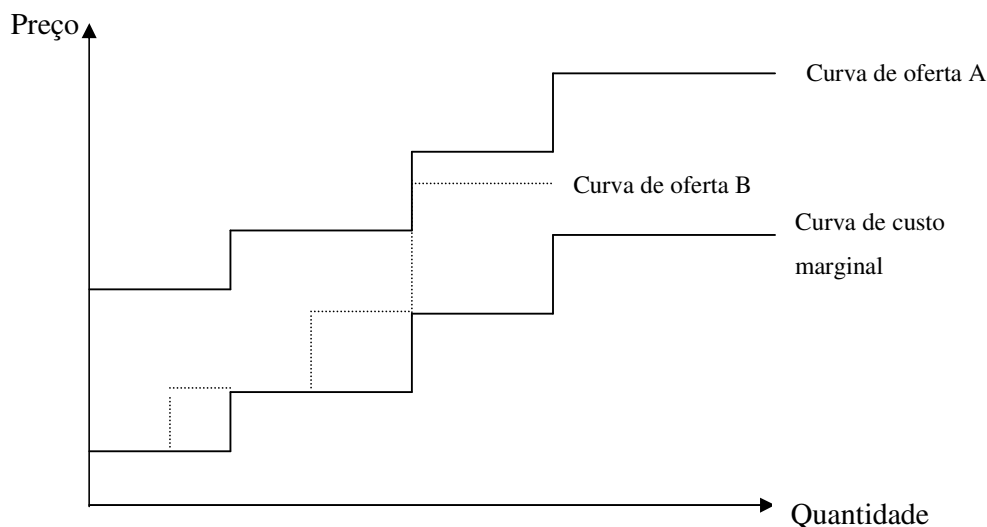 Preço
Curva de oferta A
Curva de oferta B
Curva de custo
marginal
Quantidade